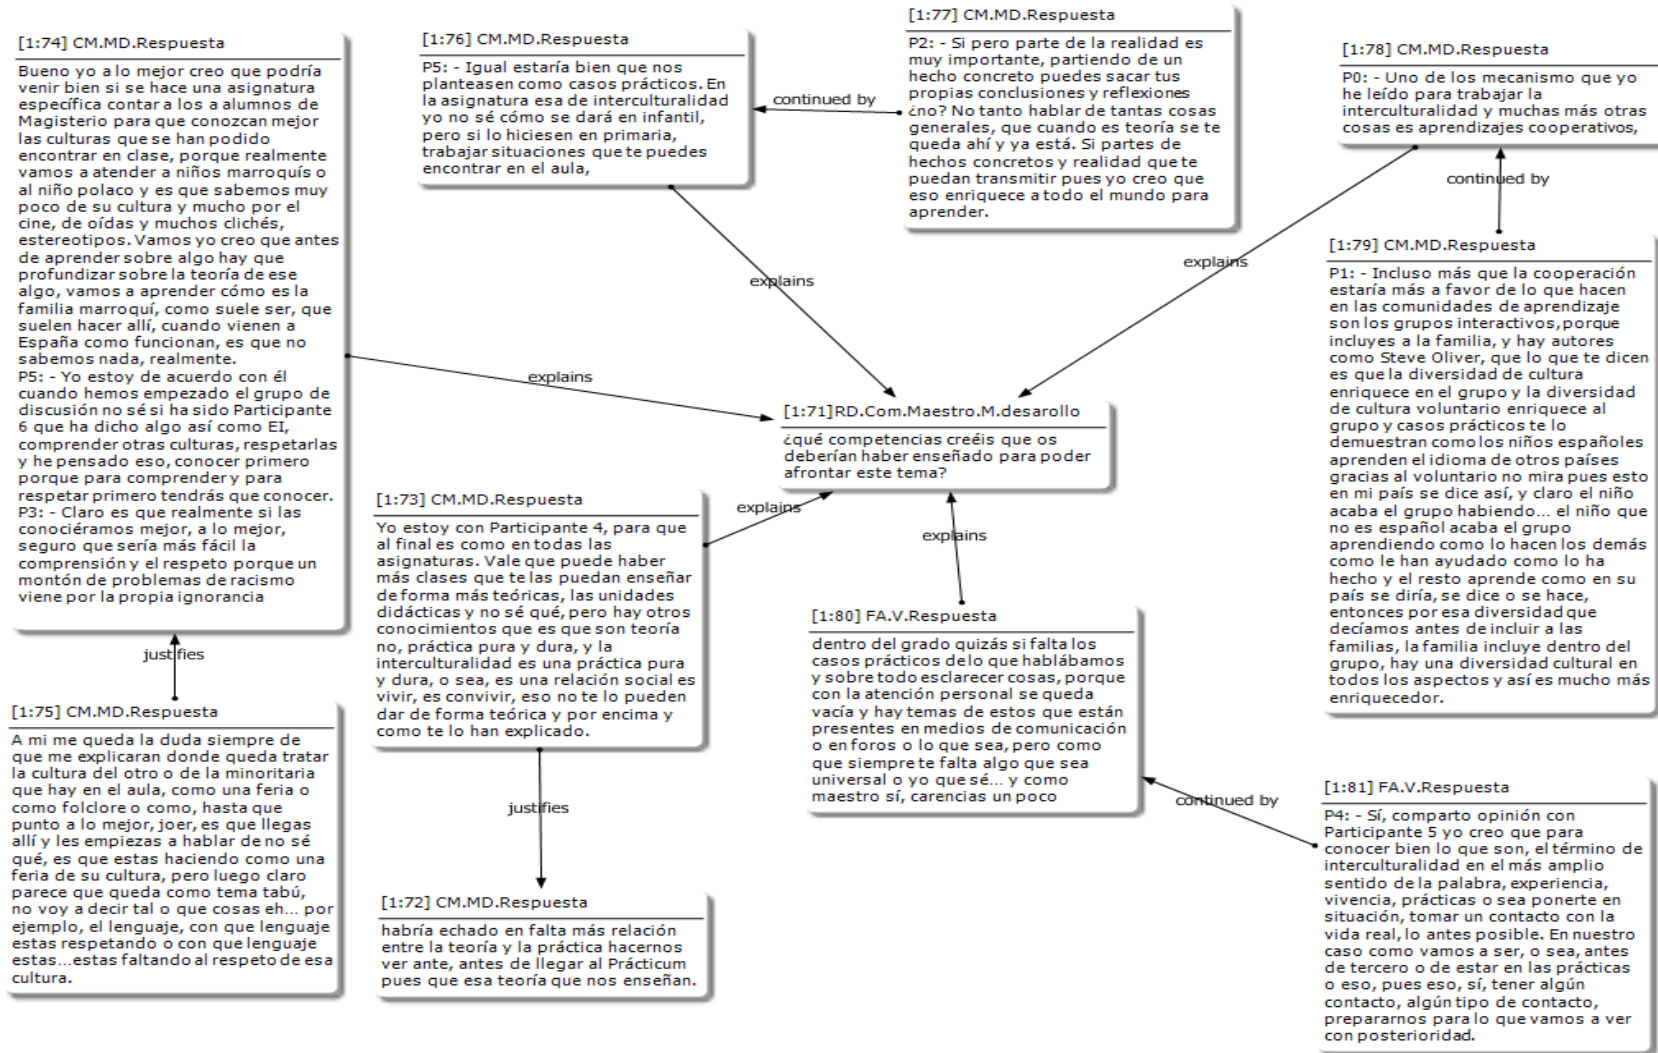 [1:74] CM.MD.Respuesta
Bueno yo a lo mejor creo que podría
venir bien si se hace una asignatura
específica contar a los a alumnos de
Magisterio para que conozcan mejor
las culturas que se han podido
encontrar en clase, porque realmente
vamos a atender a niños marroquís o
al niño polaco y es que sabemos muy
poco de su cultura y mucho por el
cine, de oídas y muchos clichés,
estereotipos. Vamos yo creo que antes
de aprender sobre algo hay que
profundizar sobre la teoría de ese
algo, vamos a aprender cómo es la
familia marroquí, como suele ser, que
suelen hacer allí, cuando vienen a
España como funcionan, es que no
sabemos nada, realmente.
P5: - Yo estoy de acuerdo con él
cuando hemos empezado el grupo de
discusión no sé si ha sido Participante
6 que ha dicho algo así como EI,
comprender otras culturas, respetarlas
y he pensado eso, conocer primero
porque para comprender y para
respetar primero tendrás que conocer.
P3: - Claro es que realmente si las
conociéramos mejor, a lo mejor,
seguro que sería más fácil la
comprensión y el respeto porque un
montón de problemas de racismo
viene por la propia ignorancia
justifies
[1:75] CM.MD.Respuesta
A mi me queda la duda siempre de
que me explicaran donde queda tratar
la cultura del otro o de la minoritaria
que hay en el aula, como una feria o
como folclore o como, hasta que
punto a lo mejor, joer, es que llegas
allí y les empiezas a hablar de no sé
qué, es que estas haciendo como una
feria de su cultura, pero luego claro
parece que queda como tema tabú,
no voy a decir tal o que cosas eh... por
ejemplo, el lenguaje, con que lenguaje
estas respetando o con que lenguaje
estas...estas faltando al respeto de esa
cultura.
[1:76] CM.MD.Respuesta
P5: - Igual estaría bien que nos
planteasen como casos prácticos. En
la asignatura esa de interculturalidad
yo no sé cómo se dará en infantil,
pero si lo hiciesen en primaria,
trabajar situaciones que te puedes
encontrar en el aula,
continued by
[1:77] CM.MD.Respuesta
P2: - Si pero parte de la realidad es
muy importante, partiendo de un
hecho concreto puedes sacar tus
propias conclusiones y reflexiones
¿no? No tanto hablar de tantas cosas
generales, que cuando es teoría se te
queda ahí y ya está. Si partes de
hechos concretos y realidad que te
puedan transmitir pues yo creo que
eso enriquece a todo el mundo para
aprender.
[1:78] CM.MD.Respuesta
P0: - Uno de los mecanismo que yo
he leído para trabajar la
interculturalidad y muchas más otras
cosas es aprendizajes cooperativos,
continued by
[1:79] CM.MD.Respuesta
P1: - Incluso más que la cooperación
estaría más a favor de lo que hacen
en las comunidades de aprendizaje
son los grupos interactivos, porque
incluyes a la familia, y hay autores
como Steve Oliver, que lo que te dicen
es que la diversidad de cultura
enriquece en el grupo y la diversidad
de cultura voluntario enriquece al
grupo y casos prácticos te lo
demuestran como los niños españoles
aprenden el idioma de otros países
gracias al voluntario no mira pues esto
en mi país se dice así, y claro el niño
acaba el grupo habiendo... el niño que
no es español acaba el grupo
aprendiendo como lo hacen los demás
como le han ayudado como lo ha
hecho y el resto aprende como en su
país se diría, se dice o se hace,
entonces por esa diversidad que
decíamos antes de incluir a las
familias, la familia incluye dentro del
grupo, hay una diversidad cultural en
todos los aspectos y así es mucho más
enriquecedor.
explains
explains
explains
[1:71]RD.Com.Maestro.M.desarollo
¿qué competencias creéis que os
deberían haber enseñado para poder
afrontar este tema?
explains
explains
[1:73] CM.MD.Respuesta
Yo estoy con Participante 4, para que
al final es como en todas las
asignaturas. Vale que puede haber
más clases que te las puedan enseñar
de forma más teóricas, las unidades
didácticas y no sé qué, pero hay otros
conocimientos que es que son teoría
no, práctica pura y dura, y la
interculturalidad es una práctica pura
y dura, o sea, es una relación social es
vivir, es convivir, eso no te lo pueden
dar de forma teórica y por encima y
como te lo han explicado.
justifies
[1:72] CM.MD.Respuesta
habría echado en falta más relación
entre la teoría y la práctica hacernos
ver ante, antes de llegar al Prácticum
pues que esa teoría que nos enseñan.
[1:80] FA.V.Respuesta
dentro del grado quizás si falta los
casos prácticos de lo que hablábamos
y sobre todo esclarecer cosas, porque
con la atención personal se queda
vacía y hay temas de estos que están
presentes en medios de comunicación
o en foros o lo que sea, pero como
que siempre te falta algo que sea
universal o yo que sé... y como
maestro sí, carencias un poco
continued by
[1:81] FA.V.Respuesta
P4: - Sí, comparto opinión con
Participante 5 yo creo que para
conocer bien lo que son, el término de
interculturalidad en el más amplio
sentido de la palabra, experiencia,
vivencia, prácticas o sea ponerte en
situación, tomar un contacto con la
vida real, lo antes posible. En nuestro
caso como vamos a ser, o sea, antes
de tercero o de estar en las prácticas
o eso, pues eso, sí, tener algún
contacto, algún tipo de contacto,
prepararnos para lo que vamos a ver
con posterioridad.